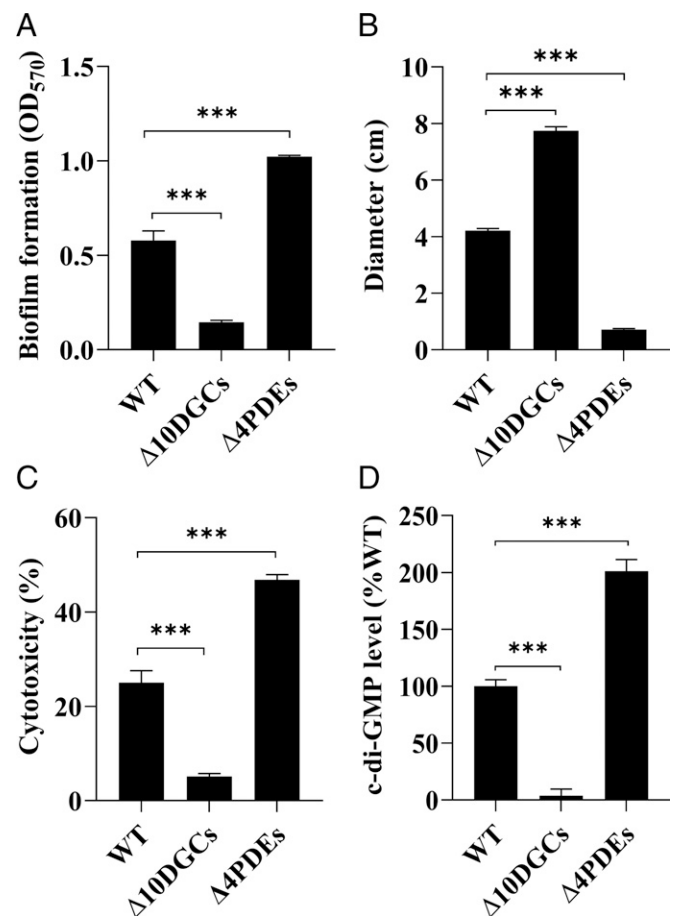 A
Biofilm formation (OD570)
1.5
1.0
0.5
0.0
***
***
WT
Δ10DGCs
Δ4PDEs
B
Diameter (cm)
10
8
6
4
2
0
***
***
WT
Δ10DGCs
Δ4PDEs
C
Cytotoxicity (%)
60
40
20
0
***
***
WT
Δ10DGCs
Δ4PDEs
D
c-di-GMP level (%WT)
250
200
150
100
50
0
***
***
WT
Δ10DGCs
Δ4PDEs